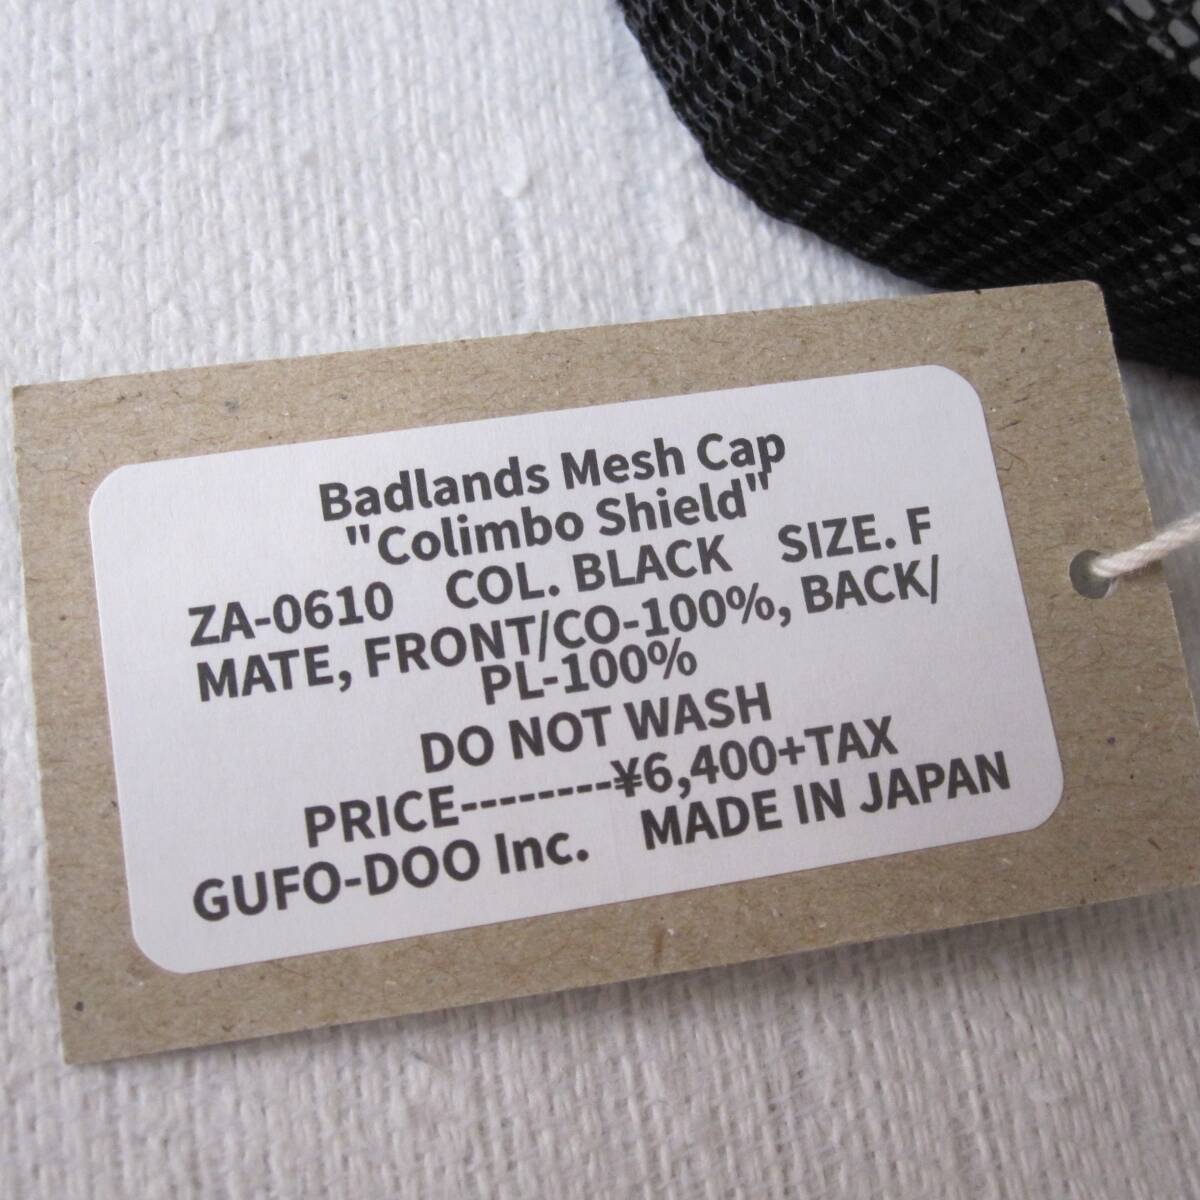 Badlands Mesh Cap
"Colimbo Shield"
ZA-0610 COL. BLACK SIZE. F
MATE, FRONT/CO-100%, BACK/
PL-100%
DO NOT WASH
PRICE--------¥6,400+TAX
GUFO-DOO Inc. MADE IN JAPAN